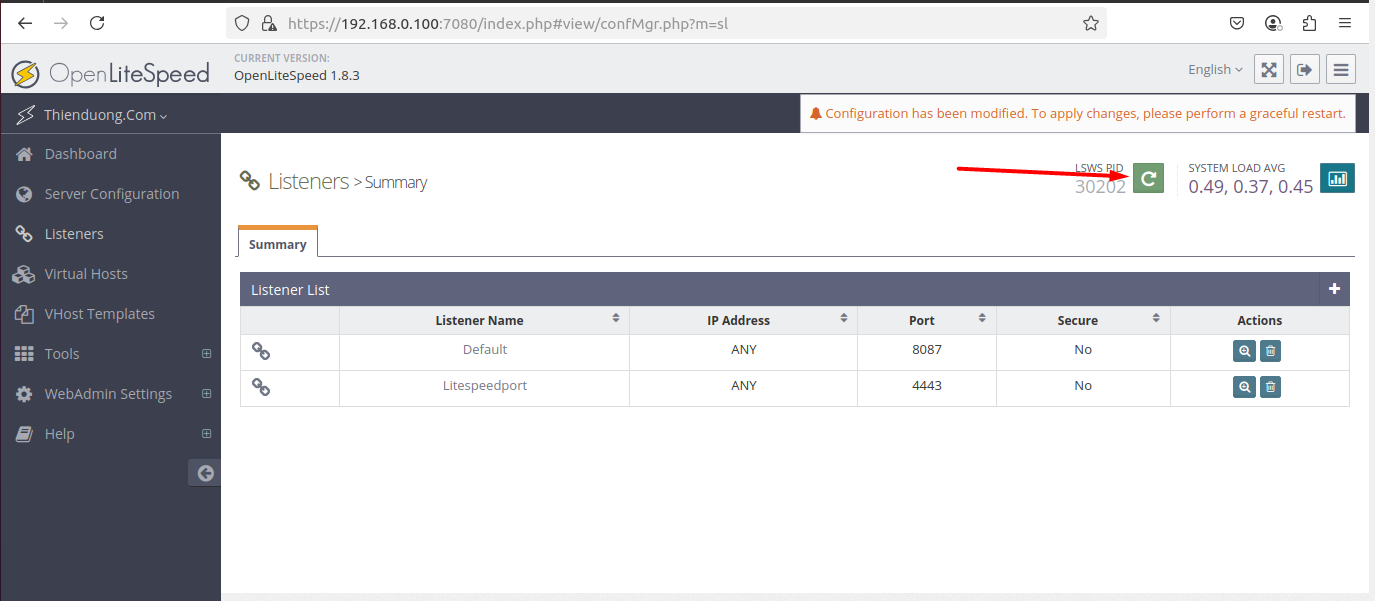 https://192.168.0.100:7080/index.php#view/confMgr.php?m=sl
OpenLiteSpeed
CURRENT VERSION:
OpenLiteSpeed 1.8.3
English
Thienduong.Com
Configuration has been modified. To apply changes, please perform a graceful restart.
Dashboard
Server Configuration
Listeners
Virtual Hosts
VHost Templates
Tools
WebAdmin Settings
Help
Listeners > Summary
LSWS PID
30202
SYSTEM LOAD AVG
0.49, 0.37, 0.45
Summary
Listener List
Listener Name IP Address Port Secure Actions
Default ANY 8087 No
Litespeedport ANY 4443 No